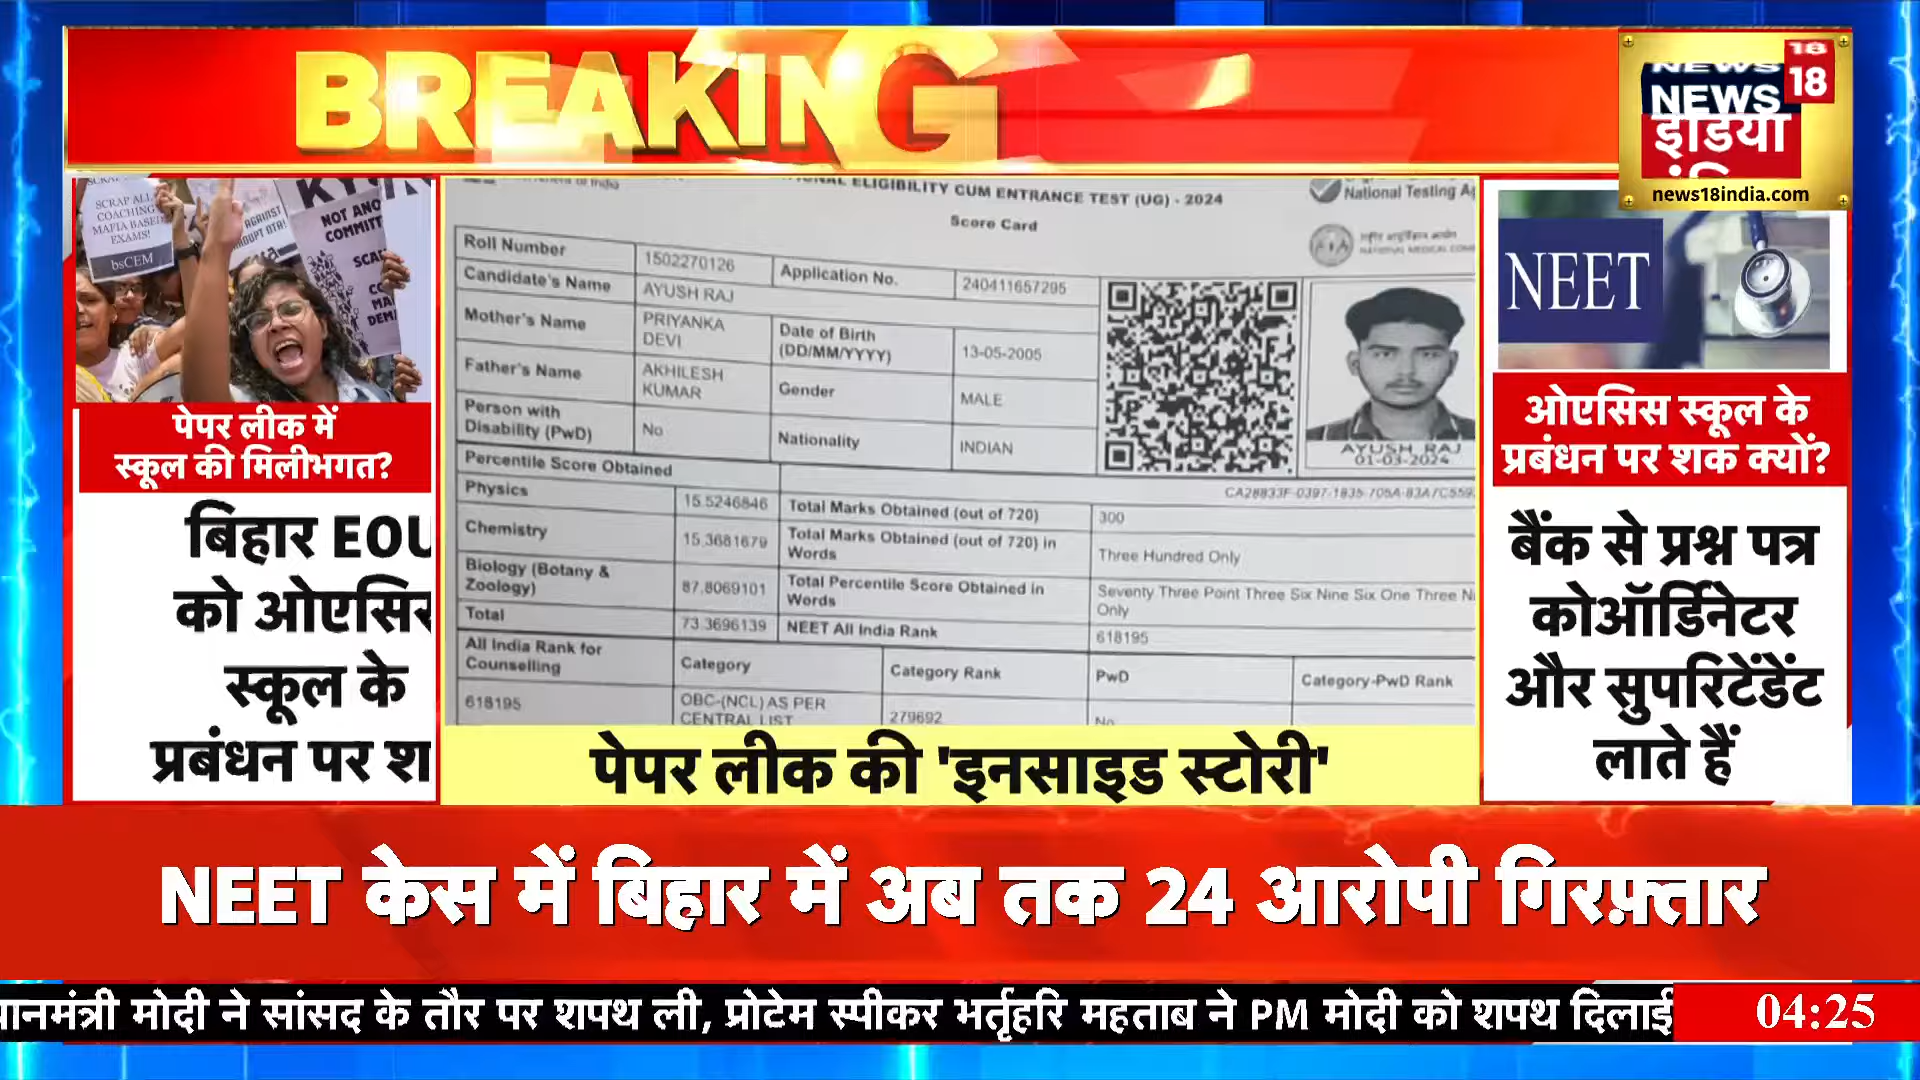 BREAKING
NEWS
18
NEWS
इंडिया
news18india.com
SCRAP ALL
COACHING
MAFIA BASED
EXAMS!
bsCEM
AGAINST
NOT ANO
COMMITT
पेपर लीक में
स्कूल की मिलीभगत?
बिहार EOU
को ओएसिस
स्कूल के
प्रबंधन पर श
ELIGIBILITY CUM ENTRANCE TEST (UG) - 2024
Score Card
National Testing Ag
Roll Number 1502270126 Application No. 240411657295
Candidate's Name AYUSH RAJ
Mother's Name PRIYANKA DEVI Date of Birth (DD/MM/YYYY) 13-05-2005
Father's Name AKHILESH KUMAR Gender MALE
Person with Disability (PwD) No Nationality INDIAN
AYUSH RAJ
01-03-2024
Percentile Score Obtained
Physics 15.5246846 Total Marks Obtained (out of 720) 300
Chemistry 15.3681679 Total Marks Obtained (out of 720) in Words Three Hundred Only
Biology (Botany & Zoology) 87.8069101 Total Percentile Score Obtained in Words Seventy Three Point Three Six Nine Six One Three Ni Only
Total 73.3696139 NEET All India Rank 618195
All India Rank for Counselling Category Category Rank PwD Category-PwD Rank
618195 OBC-(NCL) AS PER CENTRAL LIST 279692 No
पेपर लीक की 'इनसाइड स्टोरी'
NEET
ओएसिस स्कूल के
प्रबंधन पर शक क्यों?
बैंक से प्रश्न पत्र
कोऑर्डिनेटर
और सुपरिटेंडेंट
लाते हैं
NEET केस में बिहार में अब तक 24 आरोपी गिरफ़्तार
धानमंत्री मोदी ने सांसद के तौर पर शपथ ली, प्रोटेम स्पीकर भर्तृहरि महताब ने PM मोदी को शपथ दिलाई
04:25